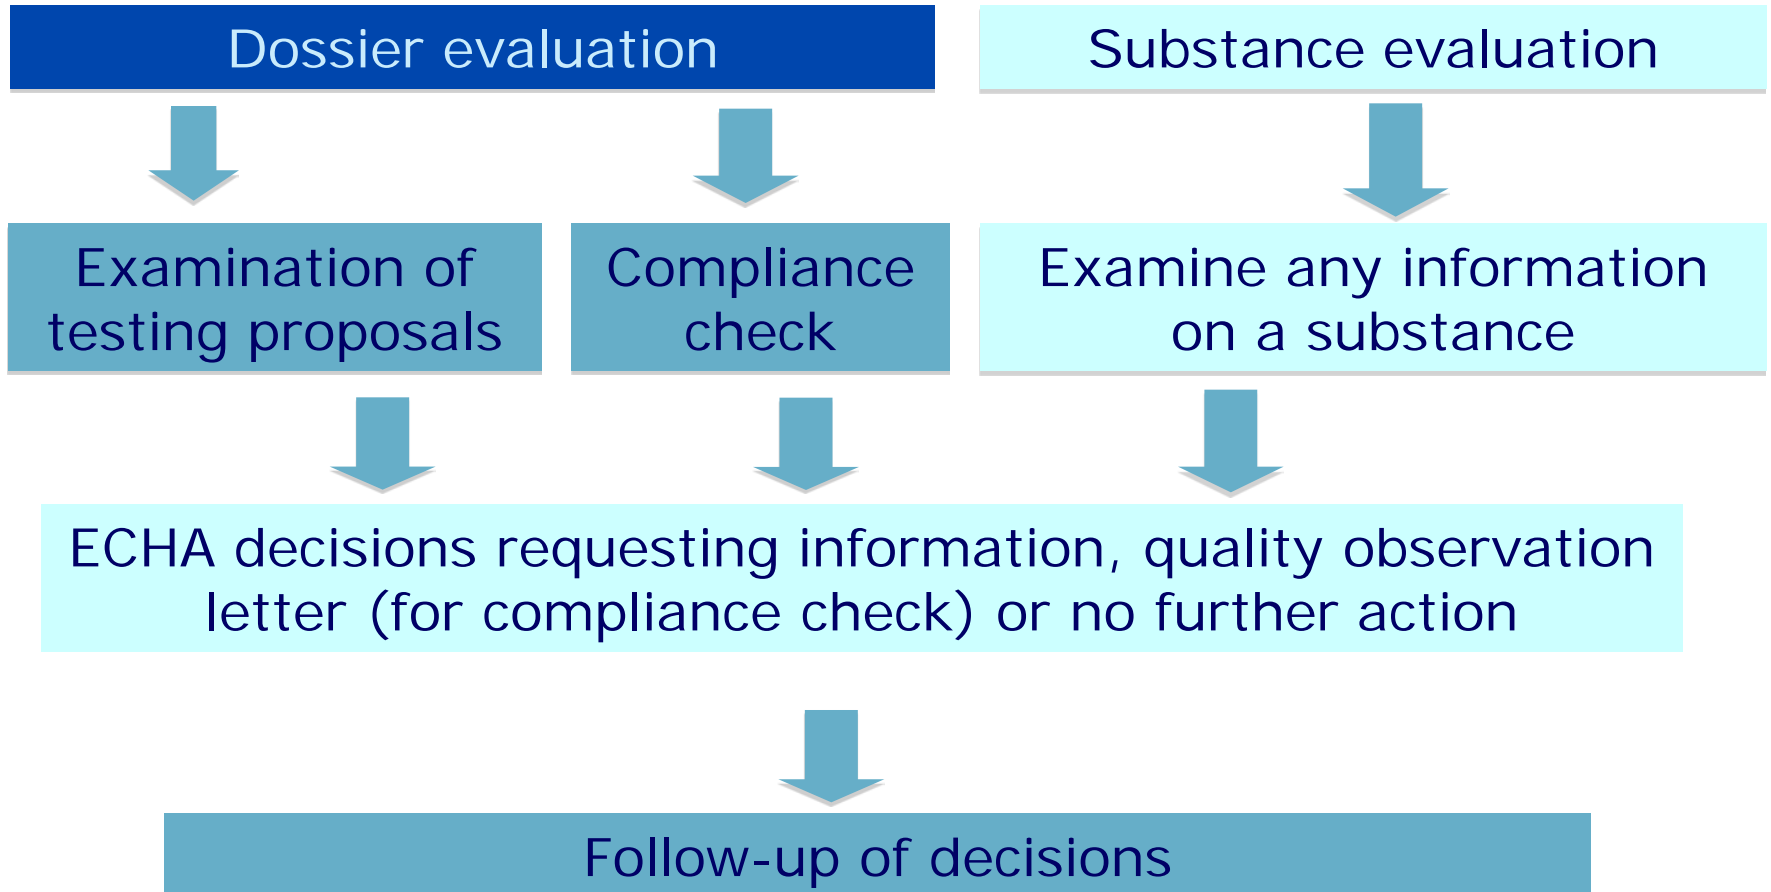 Dossier evaluation
Substance evaluation
Examination of
testing proposals
Compliance
check
Examine any information
on a substance
ECHA decisions requesting information, quality observation
letter (for compliance check) or no further action
Follow-up of decisions